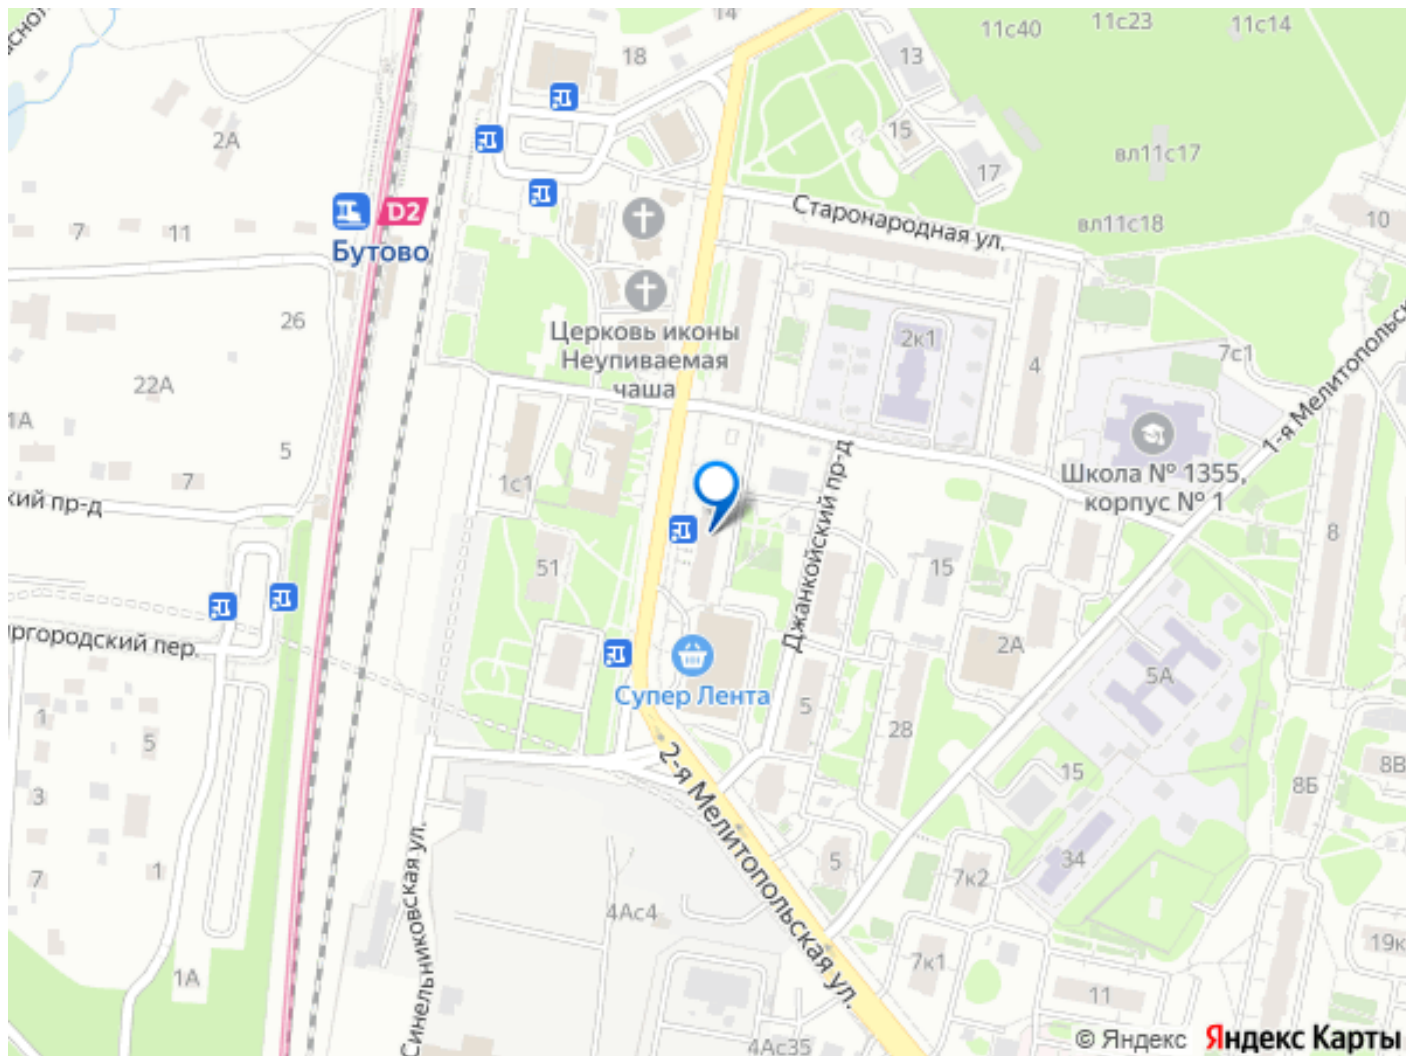 14
18
13
11с40
11с23
11с14
2А
15
17
вл11с17
D2
Бутово
7
11
Старонародная ул.
вл11с18
10
26
Церковь иконы
Неупиваемая
чаша
2к1
4
7с1
1-я Мелитопольск
22А
1А
5
7
кий пр-д
1с1
Школа № 1355,
корпус № 1
Джанкойский пр-д
8
51
15
ргородский пер.
2А
5А
Супер Лента
5
28
1
5
2-я Мелитопольская ул.
15
8Б
8В
3
Синельниковская ул.
5
34
7
1
7к2
4Ас4
19к
1А
7к1
11
4Ас35
© Яндекс Яндекс Карты